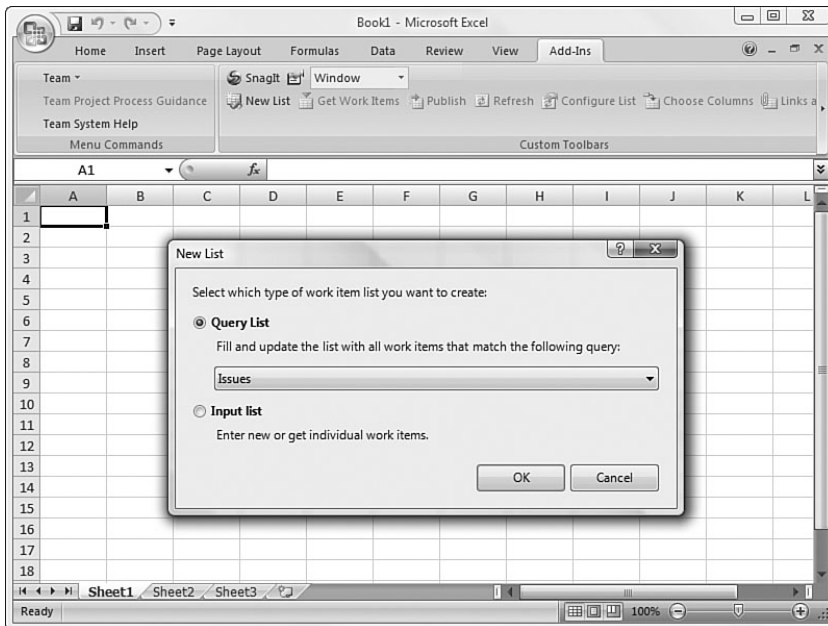 Book1 - Microsoft Excel
Home Insert Page Layout Formulas Data Review View Add-Ins
Team SnagIt Window
Team Project Process Guidance New List Get Work Items Publish Refresh Configure List Choose Columns Links a
Team System Help
Menu Commands Custom Toolbars
A1 fx
A B C D E F G H I J K L
1
2
3
4
5
6
7
8
9
10
11
12
13
14
15
16
17
18
New List
Select which type of work item list you want to create:
Query List
Fill and update the list with all work items that match the following query:
Issues
Input list
Enter new or get individual work items.
OK Cancel
Sheet1 Sheet2 Sheet3
Ready 100%